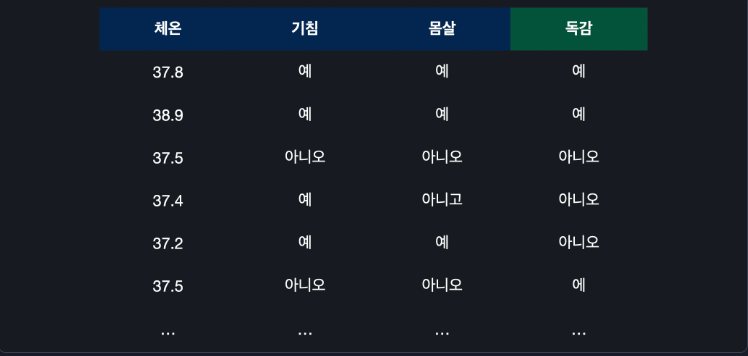 체온 기침 몸살 독감
37.8 예 예 예
38.9 예 예 예
37.5 아니오 아니오 아니오
37.4 예 아니고 아니오
37.2 예 예 아니오
37.5 아니오 아니오 에
... ... ... ...